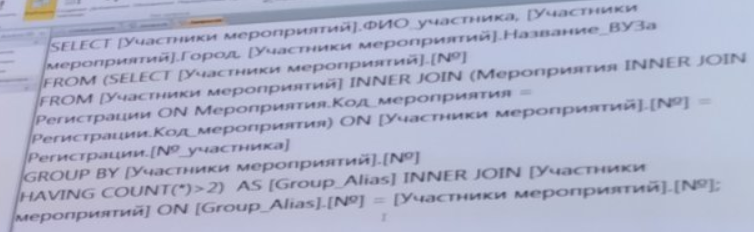 SELECT [Участники мероприятий].ФИО_участника, [Участники
мероприятий].Город, [Участники мероприятий].Название_ВУЗа
FROM (SELECT [Участники мероприятий].[№]
FROM [Участники мероприятий] INNER JOIN (Мероприятия INNER JOIN
Регистрации ON Мероприятия.Код_мероприятия =
Регистрации.Код_мероприятия) ON [Участники мероприятий].[№] =
Регистрации.[№_участника]
GROUP BY [Участники мероприятий].[№]
HAVING COUNT(*)>2) AS [Group_Alias] INNER JOIN [Участники
мероприятий] ON [Group_Alias].[№] = [Участники мероприятий].[№];